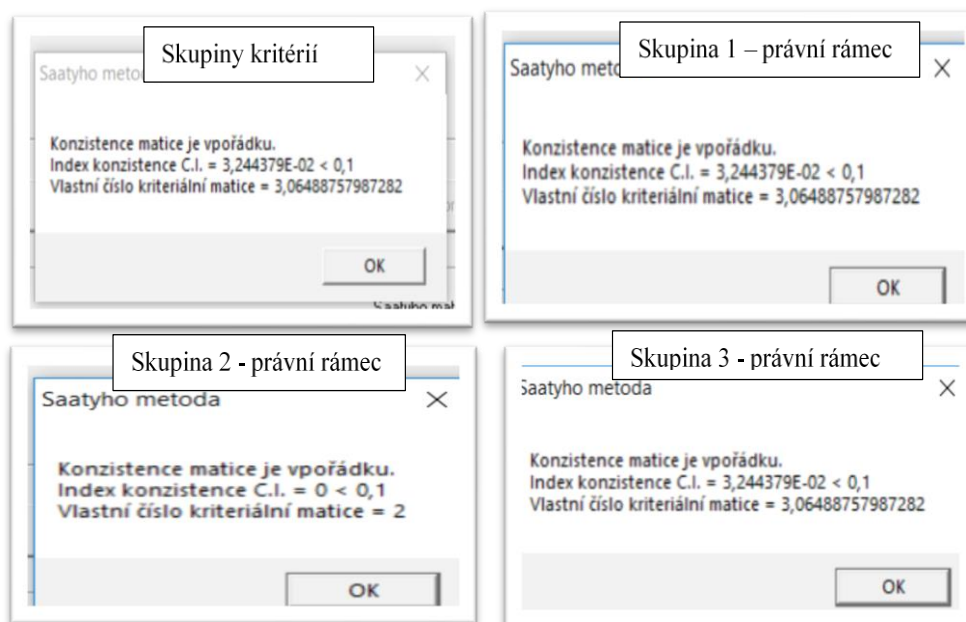 Skupiny kritérií
Saatyho meto
Konzistence matice je vpořádku.
Index konzistence C.I. = 3,244379E-02 < 0,1
Vlastní číslo kriteriální matice = 3,06488757987282
OK
Skupina 1 – právní rámec
Saatyho meto
Konzistence matice je vpořádku.
Index konzistence C.I. = 3,244379E-02 < 0,1
Vlastní číslo kriteriální matice = 3,06488757987282
OK
Skupina 2 - právní rámec
Saatyho metoda
Konzistence matice je vpořádku.
Index konzistence C.I. = 0 < 0,1
Vlastní číslo kriteriální matice = 2
OK
Skupina 3 - právní rámec
Saatyho metoda
Konzistence matice je vpořádku.
Index konzistence C.I. = 3,244379E-02 < 0,1
Vlastní číslo kriteriální matice = 3,06488757987282
OK